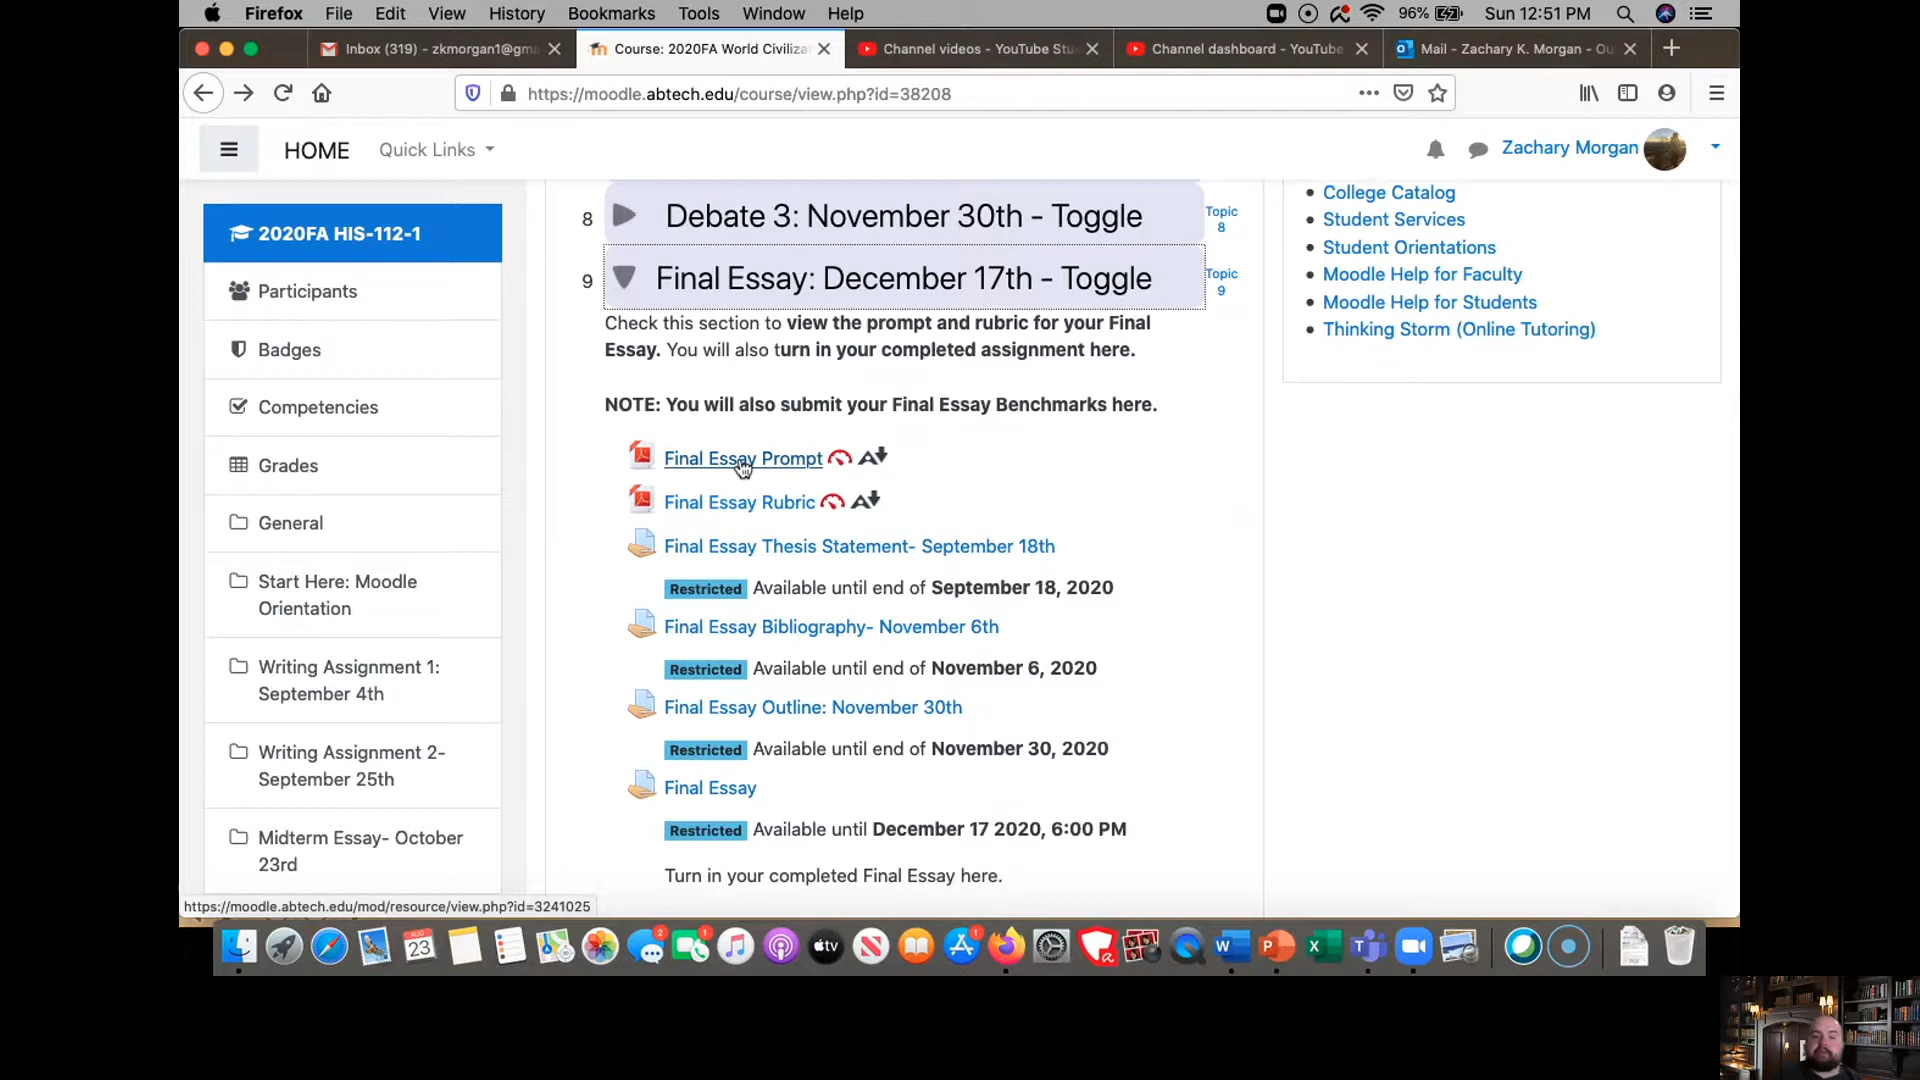 Firefox File Edit View History Bookmarks Tools Window Help 96% Sun 12:51 PM
Inbox (319) - zkmorgan1@gma
Course: 2020FA World Civiliza
Channel videos - YouTube Stu
Channel dashboard - YouTube
Mail - Zachary K. Morgan - Ou
https://moodle.abtech.edu/course/view.php?id=38208
HOME Quick Links Zachary Morgan
2020FA HIS-112-1
Participants
Badges
Competencies
Grades
General
Start Here: Moodle
Orientation
Writing Assignment 1:
September 4th
Writing Assignment 2-
September 25th
Midterm Essay- October
23rd
8 Debate 3: November 30th - Toggle
Topic
8
9 Final Essay: December 17th - Toggle
Topic
9
Check this section to view the prompt and rubric for your Final
Essay. You will also turn in your completed assignment here.
NOTE: You will also submit your Final Essay Benchmarks here.
Final Essay Prompt
Final Essay Rubric
Final Essay Thesis Statement- September 18th
Restricted Available until end of September 18, 2020
Final Essay Bibliography- November 6th
Restricted Available until end of November 6, 2020
Final Essay Outline: November 30th
Restricted Available until end of November 30, 2020
Final Essay
Restricted Available until December 17 2020, 6:00 PM
Turn in your completed Final Essay here.
College Catalog
Student Services
Student Orientations
Moodle Help for Faculty
Moodle Help for Students
Thinking Storm (Online Tutoring)
https://moodle.abtech.edu/mod/resource/view.php?id=3241025
AUG
23
2
1
tv
1
W
P
X
T